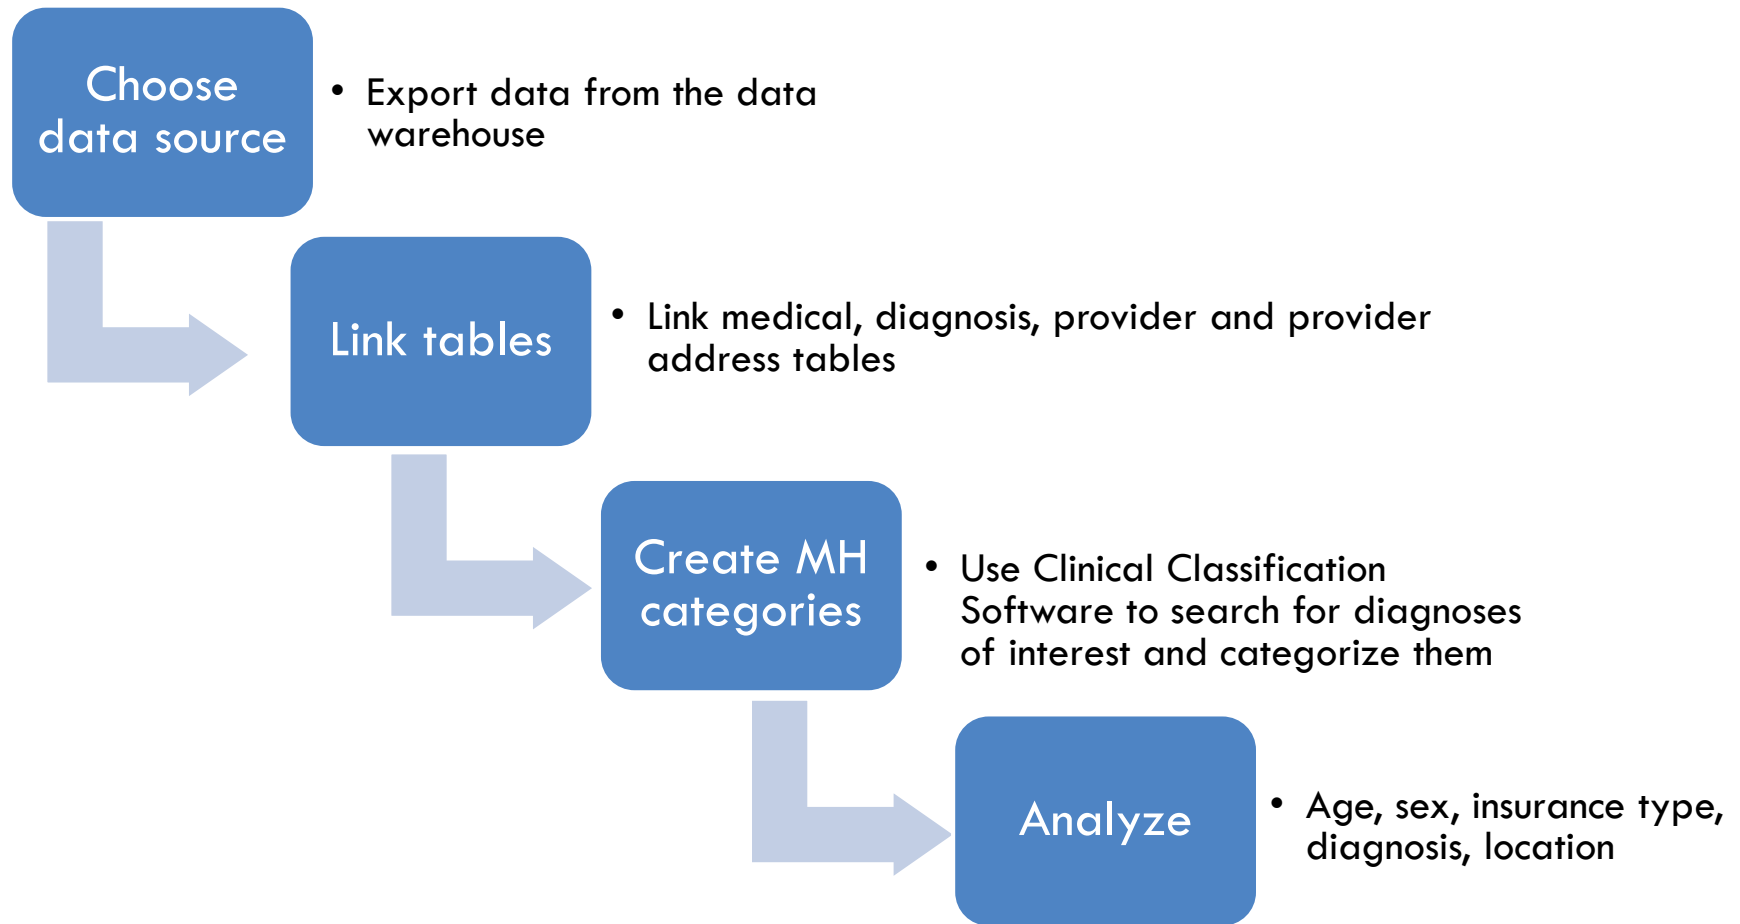 Choose
data source
• Export data from the data
warehouse
Link tables
• Link medical, diagnosis, provider and provider
address tables
Create MH
categories
• Use Clinical Classification
Software to search for diagnoses
of interest and categorize them
Analyze
• Age, sex, insurance type,
diagnosis, location